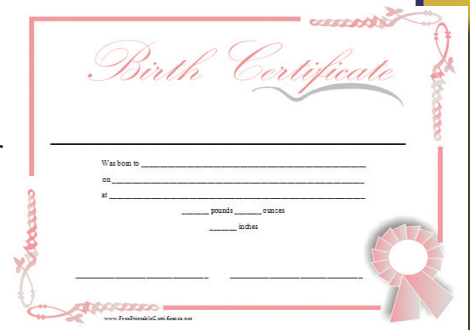 Birth Certificate
Was born to
on
at
pounds ounces
inches
www.FreePrintableCertificates.net